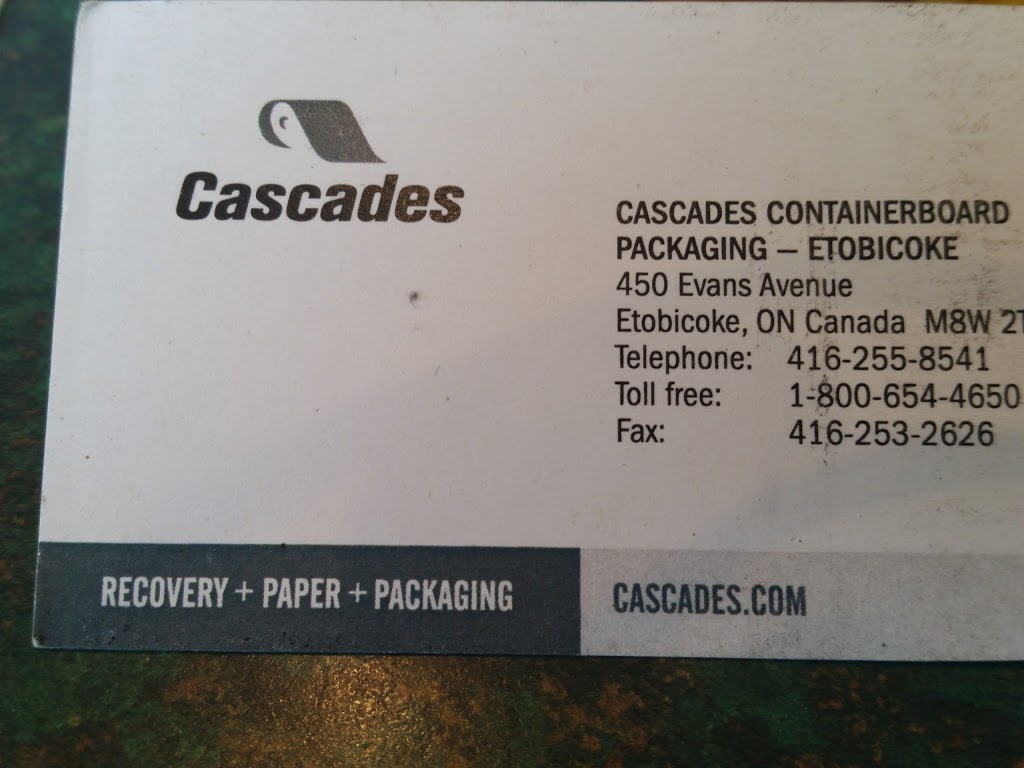 Cascades
CASCADES CONTAINERBOARD
PACKAGING – ETOBICOKE
450 Evans Avenue
Etobicoke, ON Canada M8W
Telephone: 416-255-8541
Toll free: 1-800-654-4650
Fax: 416-253-2626
RECOVERY + PAPER + PACKAGING
CASCADES.COM